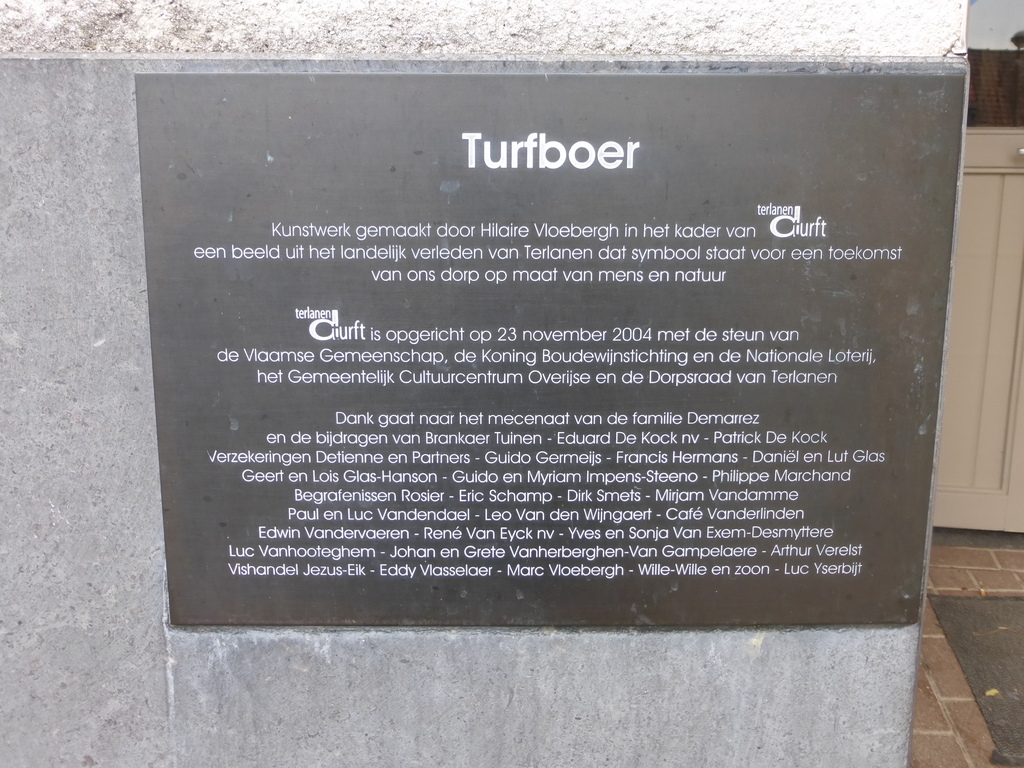 Turfboer
Kunstwerk gemaakt door Hilaire Vloebergh in het kader van terlanen durft
een beeld uit het landelijk verleden van Terlanen dat symbool staat voor een toekomst
van ons dorp op maat van mens en natuur
terlanen durft is opgericht op 23 november 2004 met de steun van
de Vlaamse Gemeenschap, de Koning Boudewijnstichting en de Nationale Loterij,
het Gemeentelijk Cultuurcentrum Overijse en de Dorpsraad van Terlanen
Dank gaat naar het mecenaat van de familie Demarrez
en de bijdragen van Brankaer Tuinen - Eduard De Kock nv - Patrick De Kock
Verzekeringen Detienne en Partners - Guido Germeijs - Francis Hermans - Daniël en Lut Glas
Geert en Lois Glas-Hanson - Guido en Myriam Impens-Steeno - Philippe Marchand
Begrafenissen Rosier - Eric Schamp - Dirk Smets - Mirjam Vandamme
Paul en Luc Vandendael - Leo Van den Wijngaert - Café Vanderlinden
Edwin Vandervaeren - René Van Eyck nv - Yves en Sonja Van Exem-Desmyttere
Luc Vanhooteghem - Johan en Grete Vanherberghen-Van Gampelaere - Arthur Verelst
Vishandel Jezus-Eik - Eddy Vlasselaer - Marc Vloebergh - Wille-Wille en zoon - Luc Yserbijt